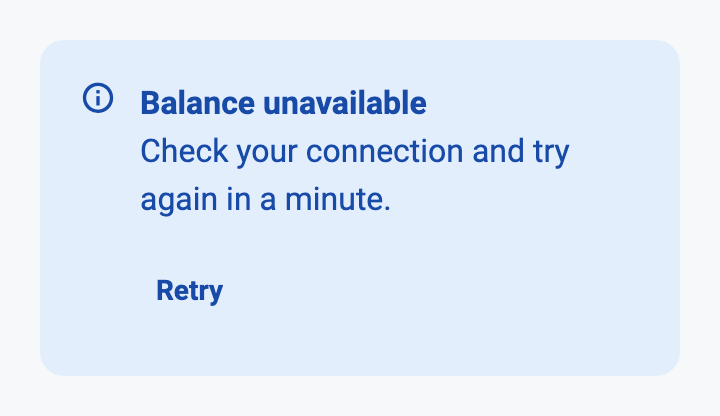 Balance unavailable
Check your connection and try
again in a minute.
Retry